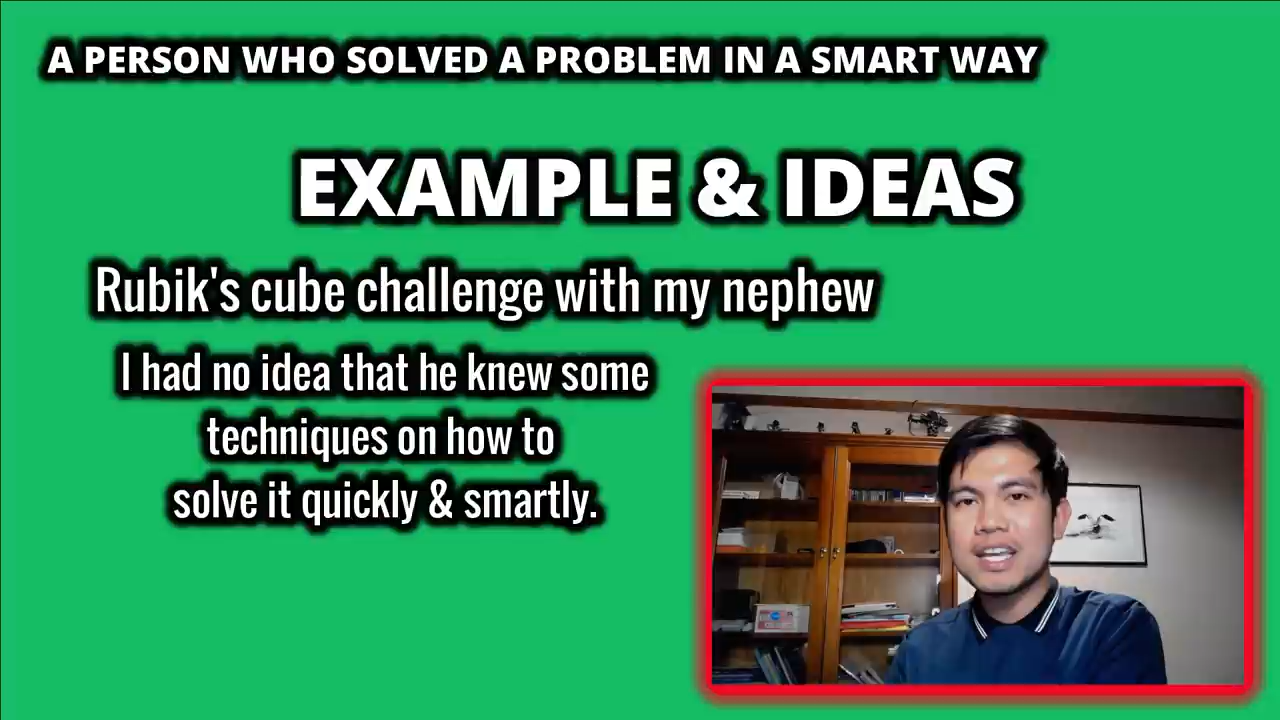 A PERSON WHO SOLVED A PROBLEM IN A SMART WAY
EXAMPLE & IDEAS
Rubik's cube challenge with my nephew
I had no idea that he knew some
techniques on how to
solve it quickly & smartly.